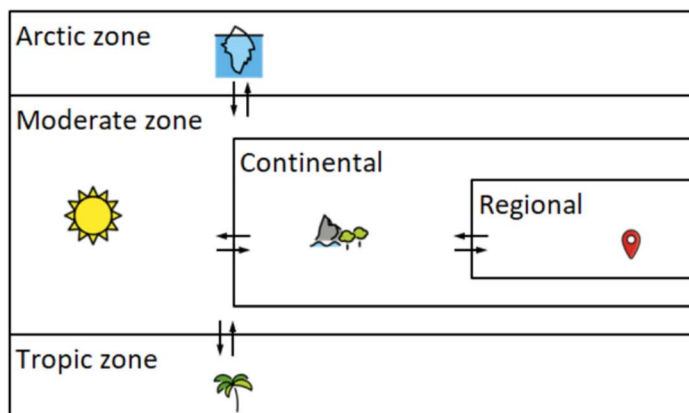 Arctic zone
Moderate zone
Continental
Regional
Tropic zone